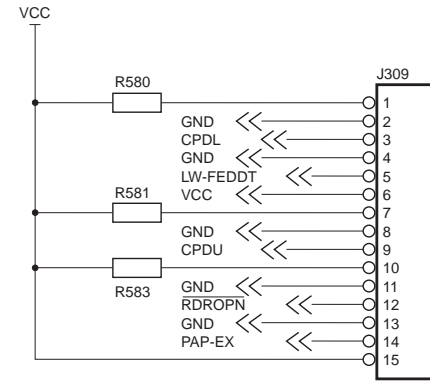 VCC
J309
R580
1
GND 2
CPDL 3
GND 4
LW-FEDDT 5
VCC 6
R581
7
GND 8
CPDU 9
10
R583
GND 11
RDROPN 12
GND 13
PAP-EX 14
15